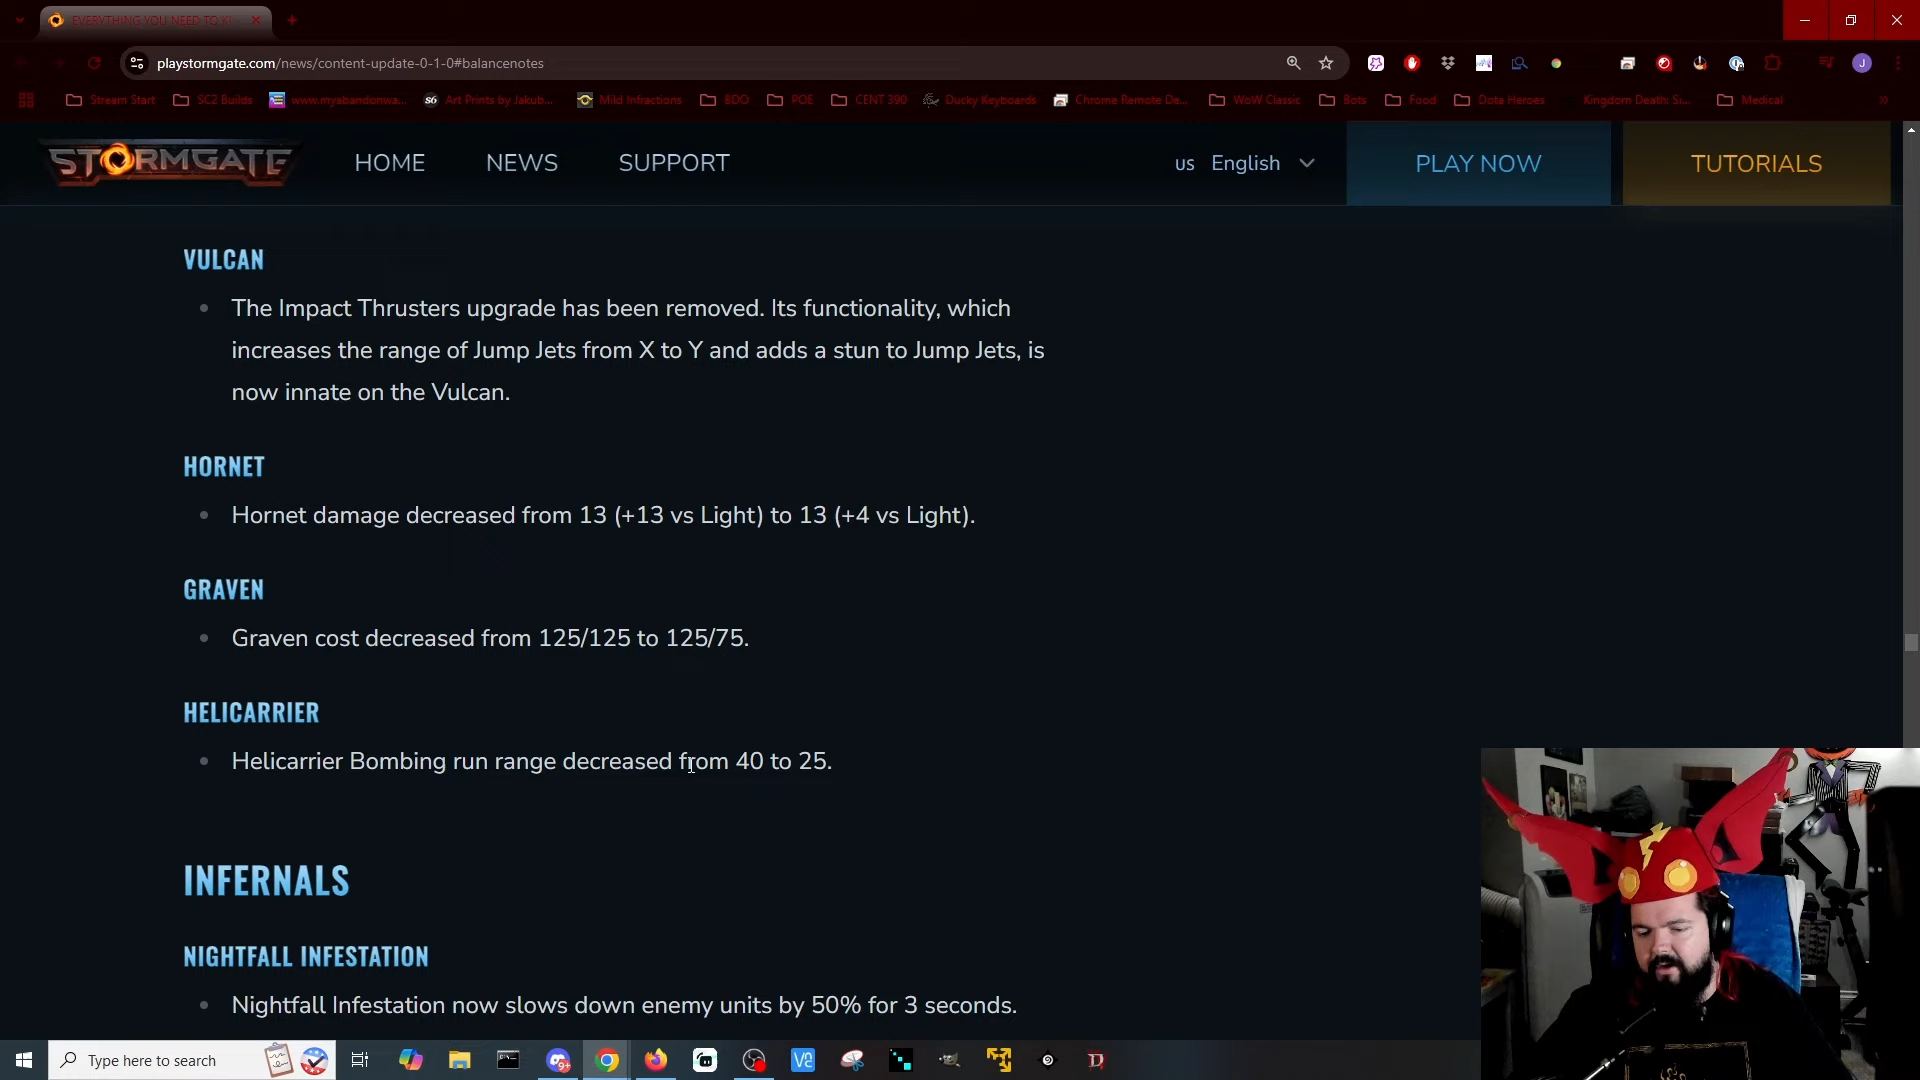 EVERYTHING YOU NEED TO K
playstormgate.com/news/content-update-0-1-0#balancenotes
J
Stream Start
SC2 Builds
www.myabandonwa...
Art Prints by Jakub...
Mild Infractions
BDO
POE
CENT 390
Ducky Keyboards
Chrome Remote De...
WoW Classic
Bots
Food
Dota Heroes
Kingdom Death: Si...
Medical
STORMGATE
HOME
NEWS
SUPPORT
US English
PLAY NOW
TUTORIALS
VULCAN
The Impact Thrusters upgrade has been removed. Its functionality, which
increases the range of Jump Jets from X to Y and adds a stun to Jump Jets, is
now innate on the Vulcan.
HORNET
Hornet damage decreased from 13 (+13 vs Light) to 13 (+4 vs Light).
GRAVEN
Graven cost decreased from 125/125 to 125/75.
HELICARRIER
Helicarrier Bombing run range decreased from 40 to 25.
INFERNALS
NIGHTFALL INFESTATION
Nightfall Infestation now slows down enemy units by 50% for 3 seconds.
Type here to search